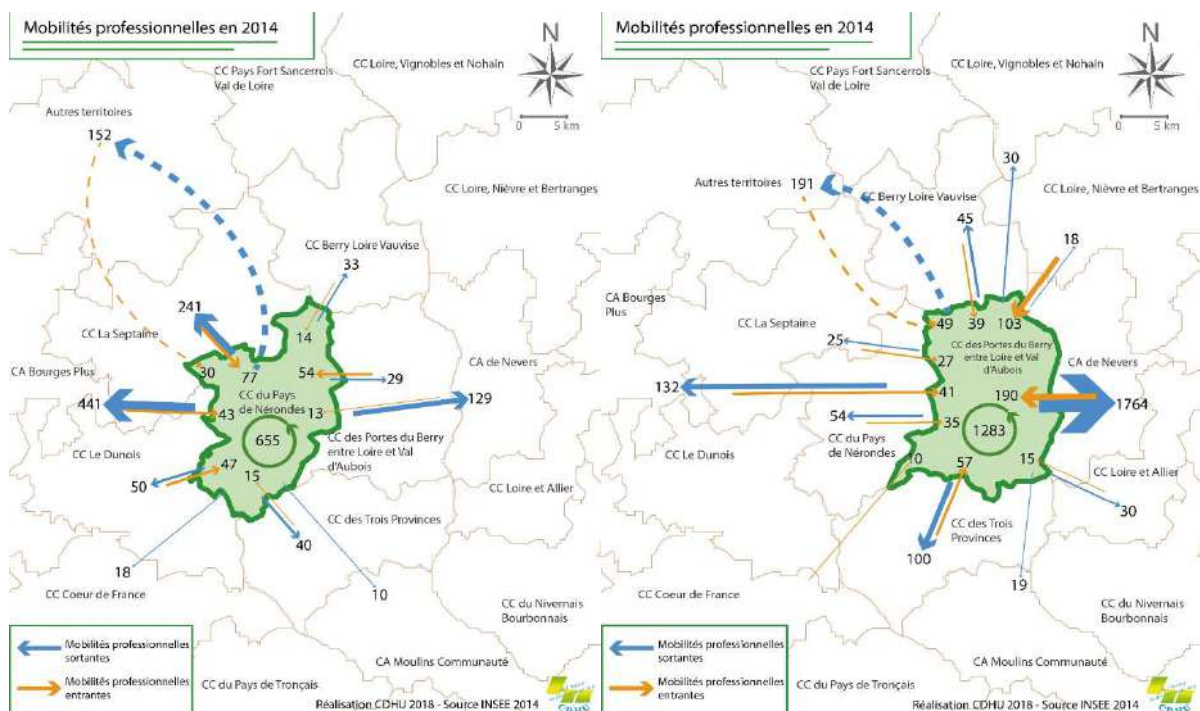 Mobilités professionnelles en 2014
N
CC Pays Fort Sancerrois
Val de Loire
CC Loire, Vignobles et Nohain
0 5 km
Autres territoires
152
CC Loire, Nièvre et Bertranges
CC Berry Loire Vauvise
33
241
CC La Septaine
14
CA Bourges Plus
30
77
54
29
CA de Nevers
CC du Pays
de Nérondes
441
43
13
129
655
CC Le Dunois
CC des Portes du Berry
entre Loire et Val
d'Aubois
47
15
50
CC Loire et Allier
CC des Trois Provinces
40
18
10
CC Coeur de France
CC du Nivernais
Bourbonnais
Mobilités professionnelles
sortantes
Mobilités professionnelles
entrantes
CA Moulins Communauté
CC du Pays de Tronçais
CDHU
Réalisation CDHU 2018 - Source INSEE 2014
Mobilités professionnelles en 2014
N
CC Pays Fort Sancerrois
Val de Loire
CC Loire, Vignobles et Nohain
0 5 km
30
Autres territoires 191
CC Loire, Nièvre et Bertranges
CC Berry Loire Vauvise
45
18
CA Bourges
Plus
49
39
103
CC La Septaine
25
27
CC des Portes du Berry
entre Loire et Val
d'Aubois
CA de Nevers
132
41
190
1764
54
35
1283
CC du Pays
de Nérondes
CC Le Dunois
10
57
15
CC Loire et Allier
CC des Trois
Provinces
30
100
19
CC Coeur de France
CC du Nivernais
Bourbonnais
Mobilités professionnelles
sortantes
Mobilités professionnelles
entrantes
CA Moulins Communauté
CC du Pays de Tronçais
CDHU
Réalisation CDHU 2018 - Source INSEE 2014